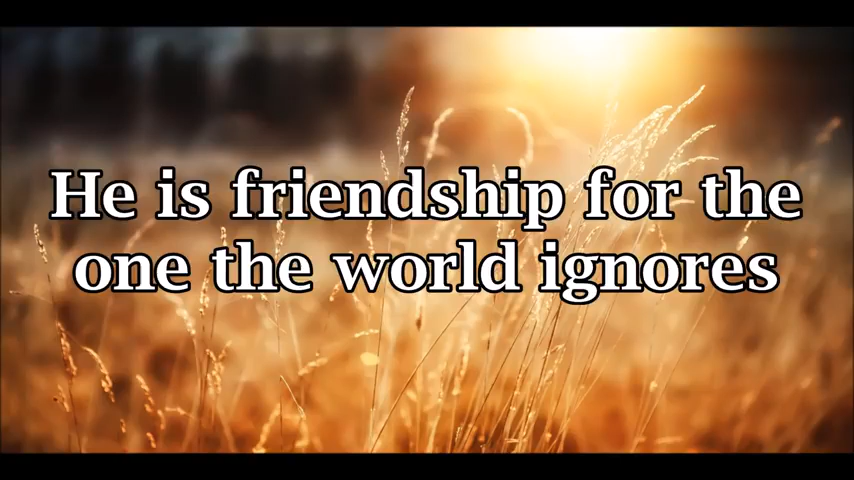 He is friendship for the
one the world ignores